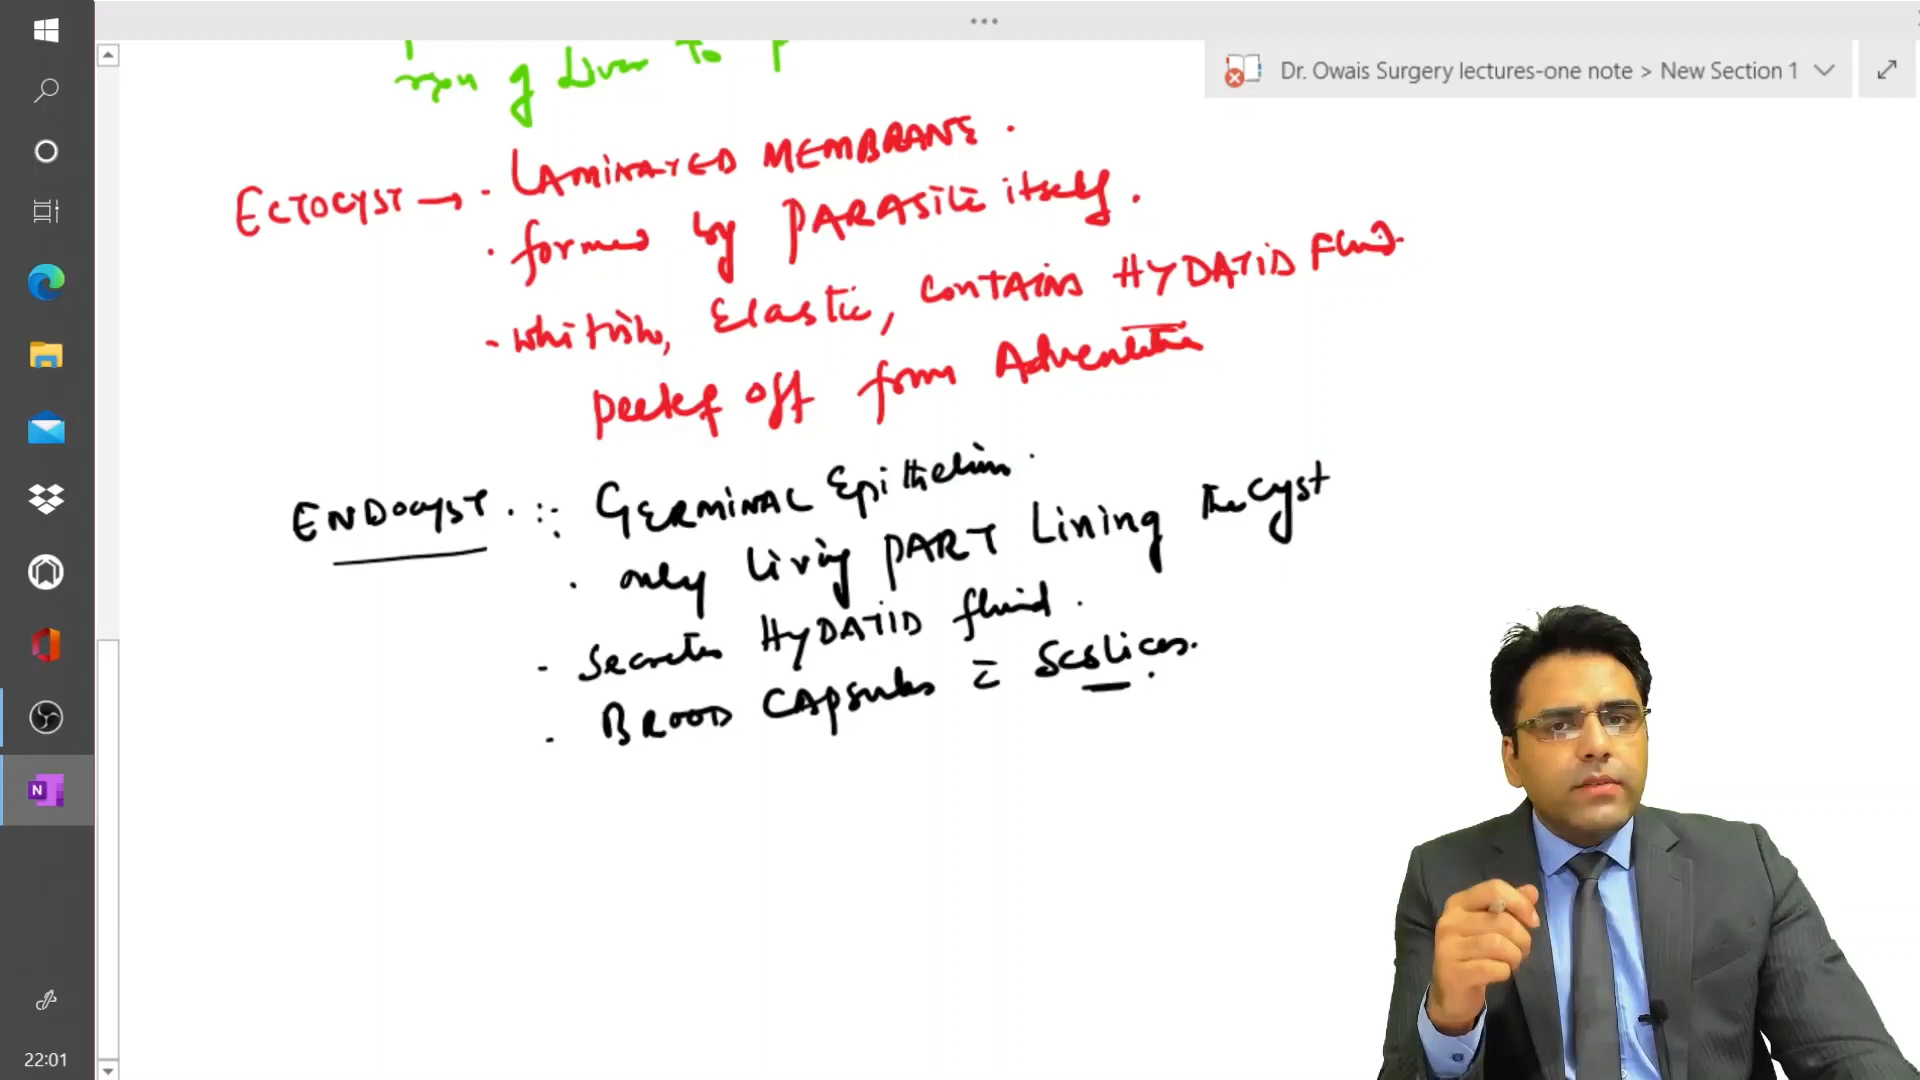 Dr. Owais Surgery lectures-one note > New Section 1
of Liver to
ECTOCYST → · LAMINATED MEMBRANE.
· formed by PARASITE itself.
- whitish, Elastic, contains HYDATID Fluid.
off from Adventitia
ENDOCYST. :- GERMINAL Epithelium.
· only living PART Lining The Cyst
- Secretes HYDATID fluid.
· BROOD CAPSules c̄ Scolices.
N
22:01